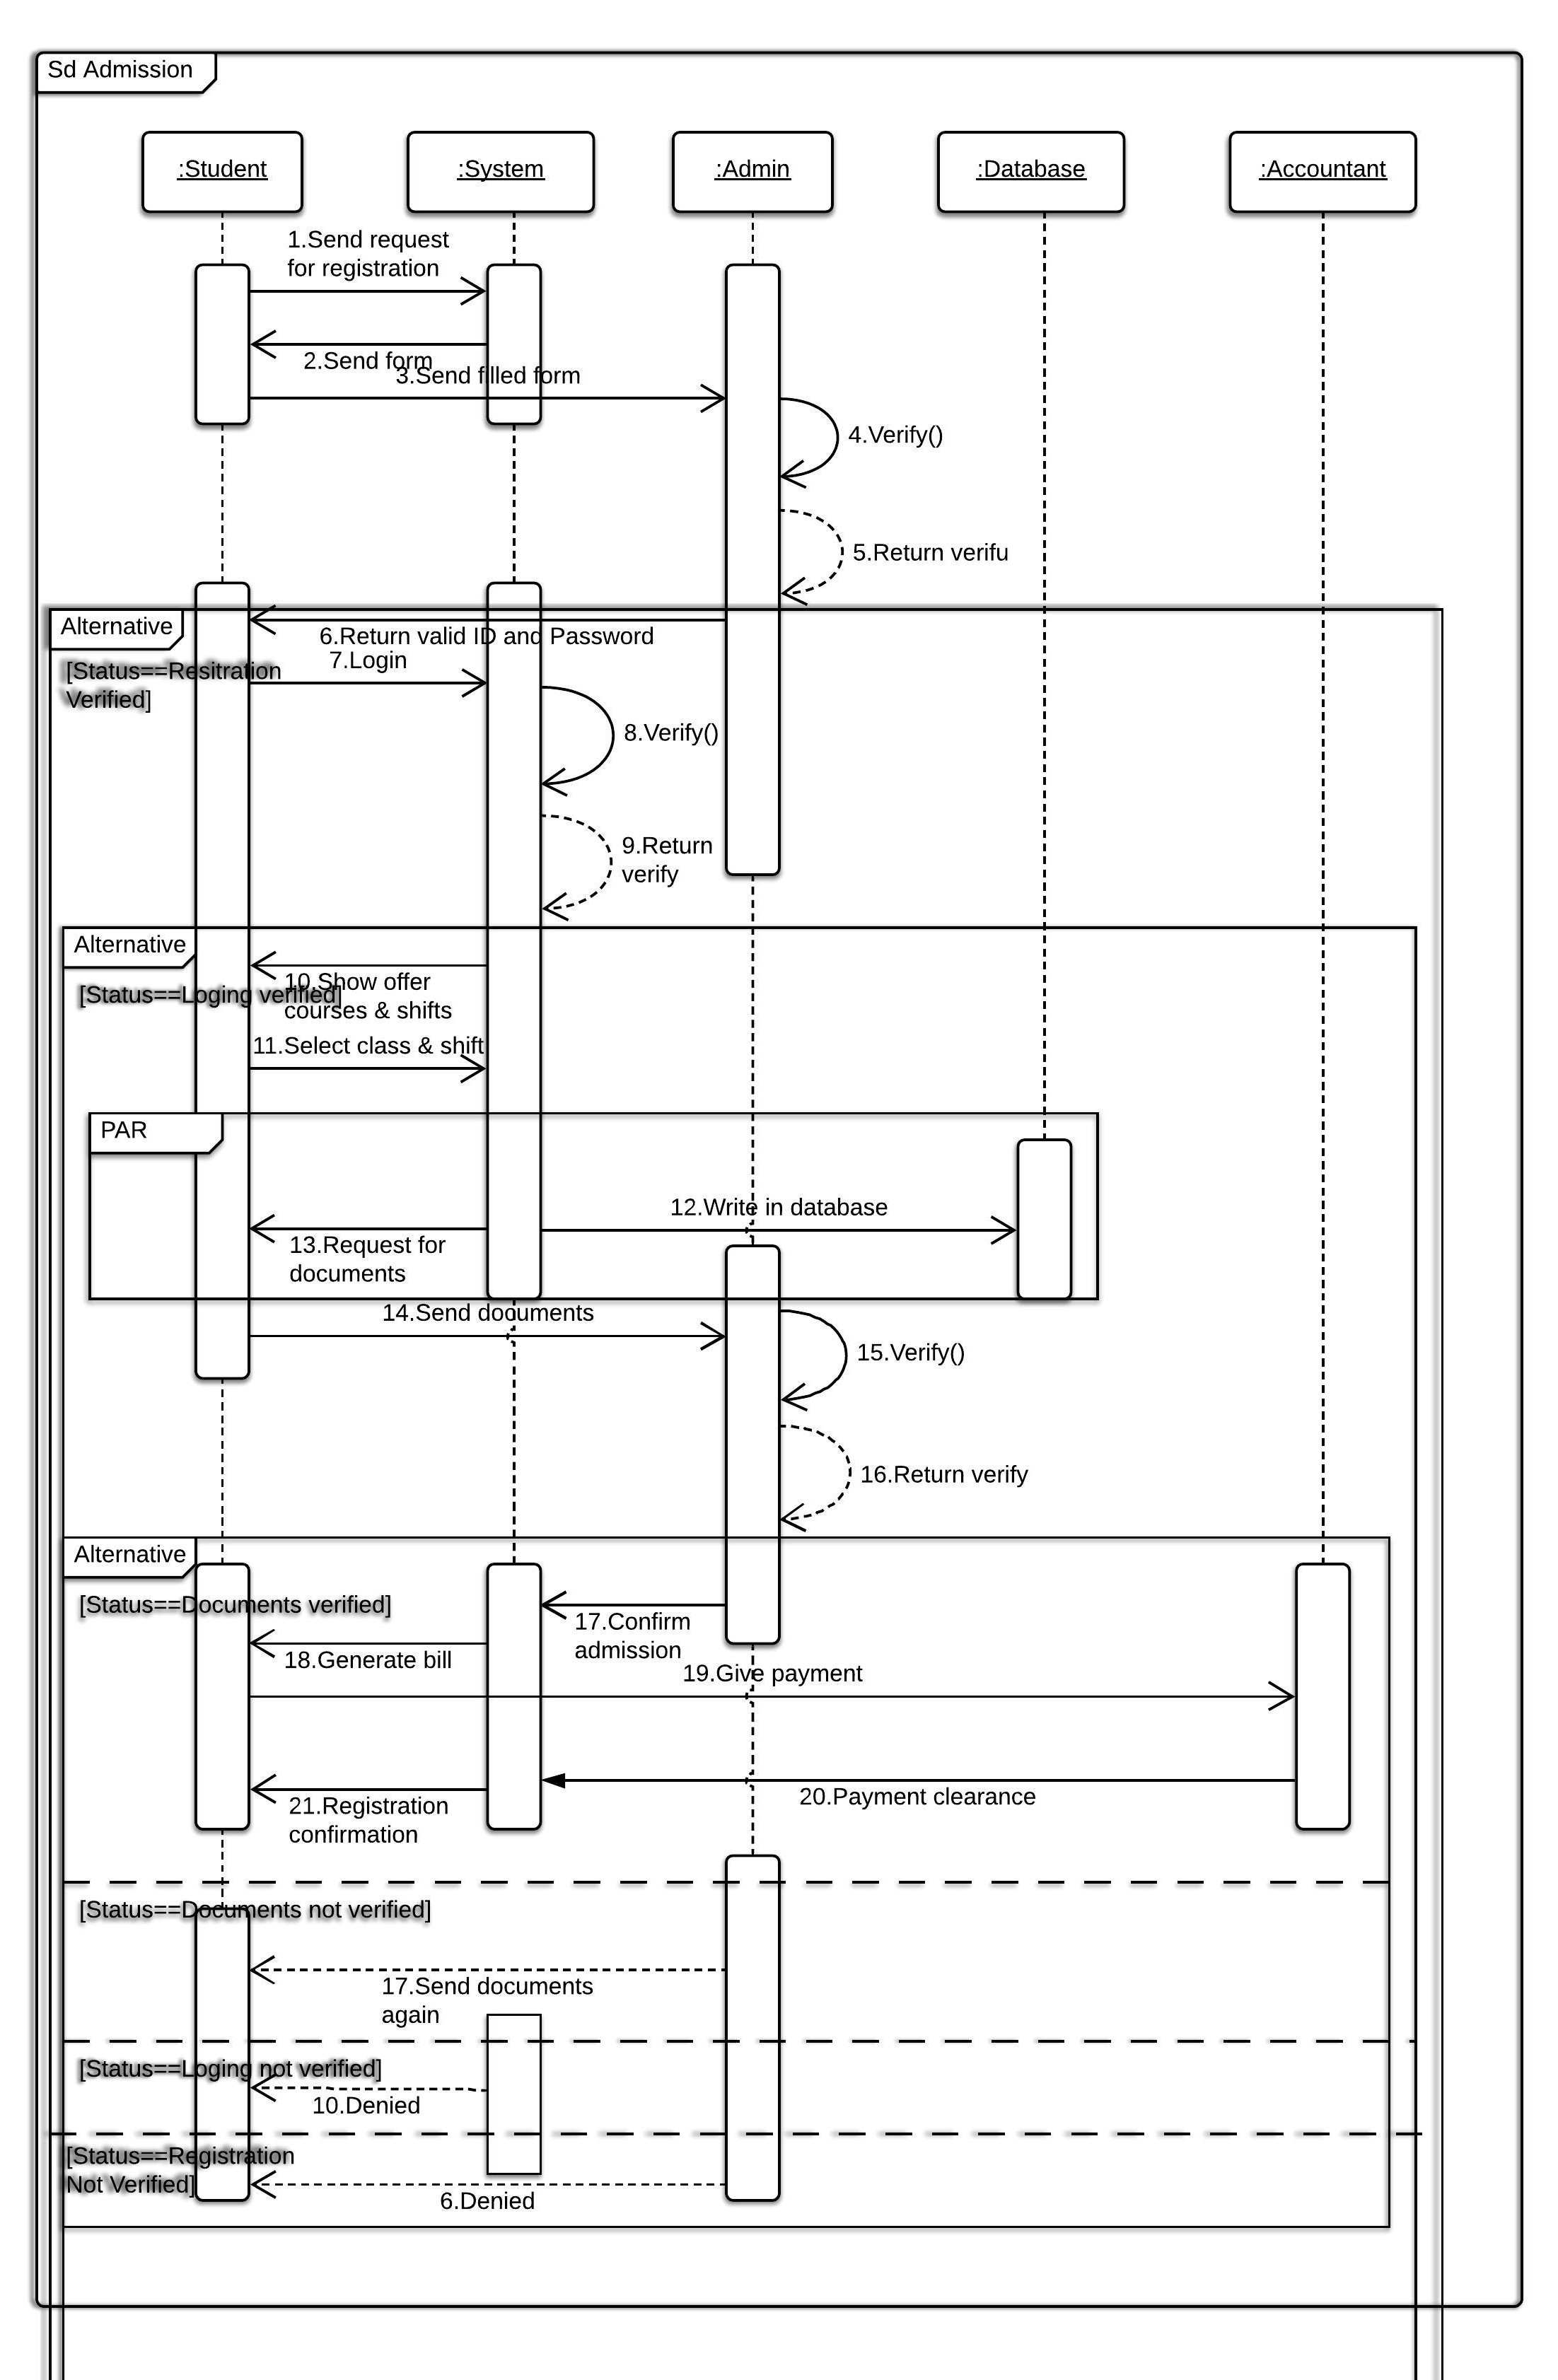 Sd Admission
:Student
:System
:Admin
:Database
:Accountant
1.Send request
for registration
2.Send form
3.Send filled form
4.Verify()
5.Return verifu
Alternative
6.Return valid ID and Password
7.Login
[Status==Resitration
Verified]
8.Verify()
9.Return
verify
Alternative
10.Show offer
courses & shifts
[Status==Loging verified]
11.Select class & shift
PAR
12.Write in database
13.Request for
documents
14.Send documents
15.Verify()
16.Return verify
Alternative
[Status==Documents verified]
17.Confirm
admission
18.Generate bill
19.Give payment
20.Payment clearance
21.Registration
confirmation
[Status==Documents not verified]
17.Send documents
again
[Status==Loging not verified]
10.Denied
[Status==Registration
Not Verified]
6.Denied